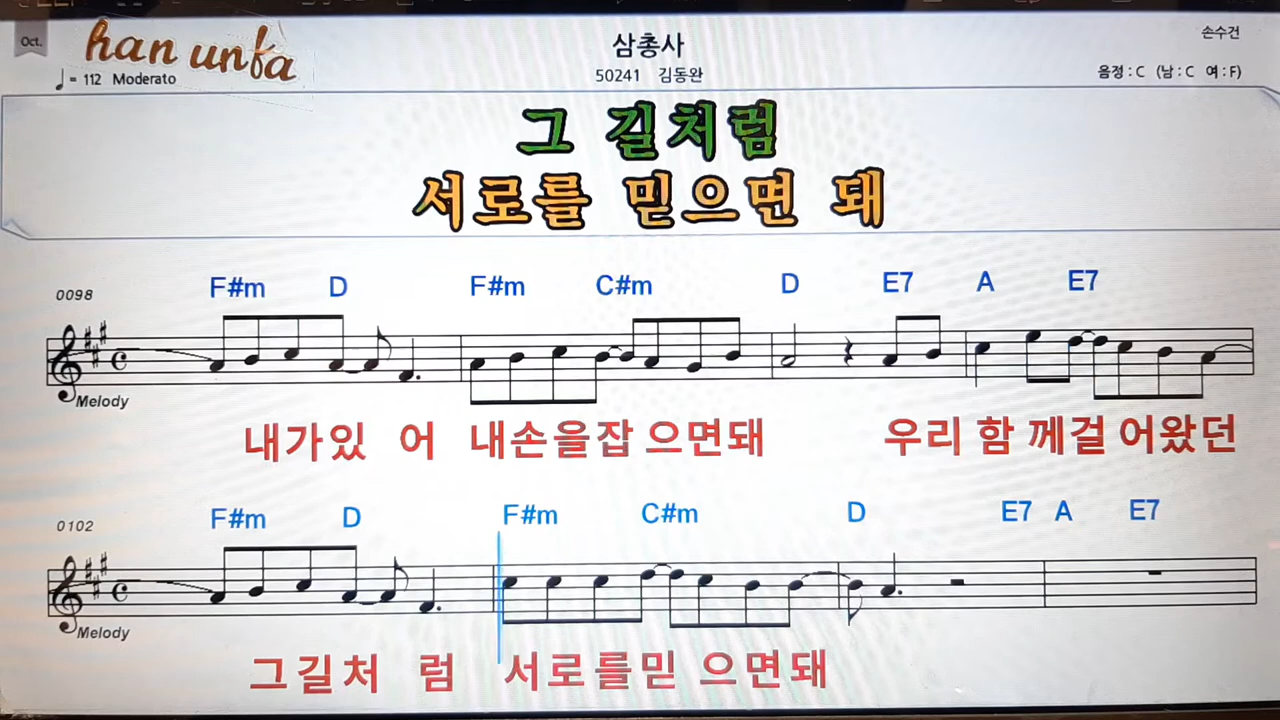 Oct.
han unfa
삼총사
손수건
= 112 Moderato
50241 김동완
음정 : C (남 : C 여 : F)
그 길처럼
서로를 믿으면 돼
0098
F#m D F#m C#m D E7 A E7
Melody
내가있 어 내손을잡 으면돼 우리 함 께걸 어왔던
0102
F#m D F#m C#m D E7 A E7
Melody
그길처 럼 서로를믿 으면돼